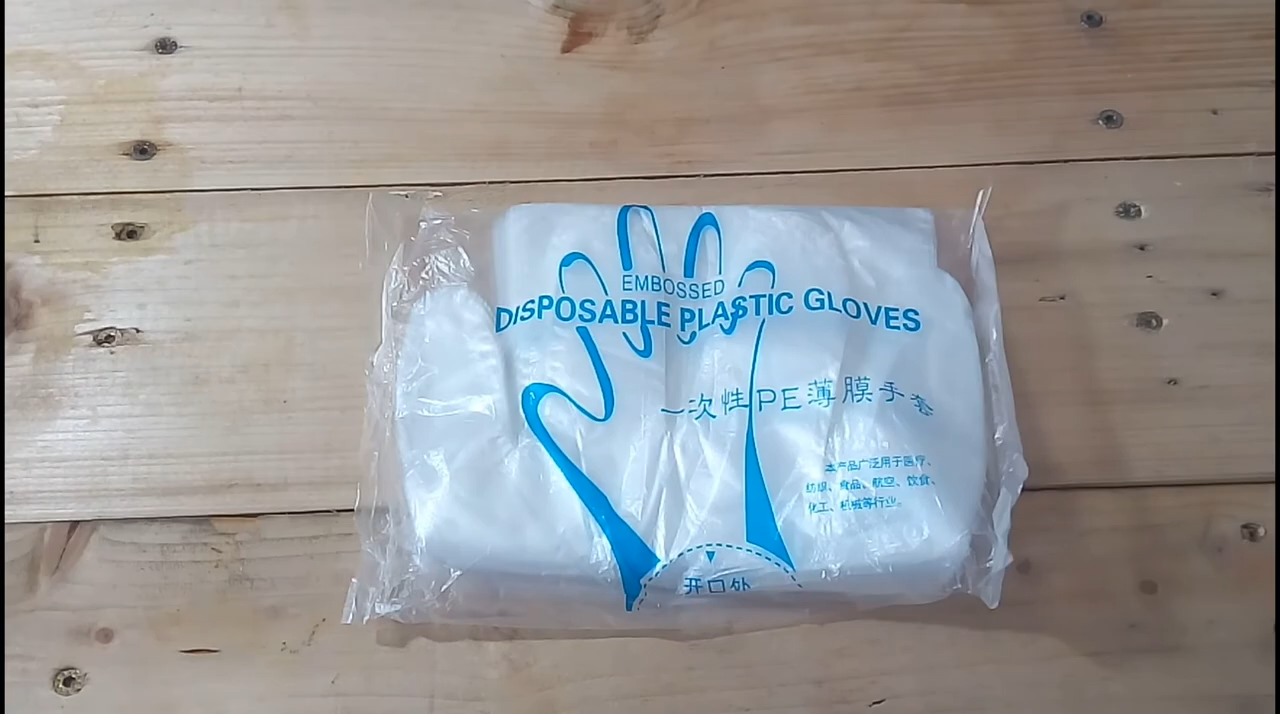 EMBOSSED
DISPOSABLE PLASTIC GLOVES
一次性PE薄膜手套
本产品广泛用于医疗、
纺织、食品、航空、饮食、
化工、机械等行业。
开口处